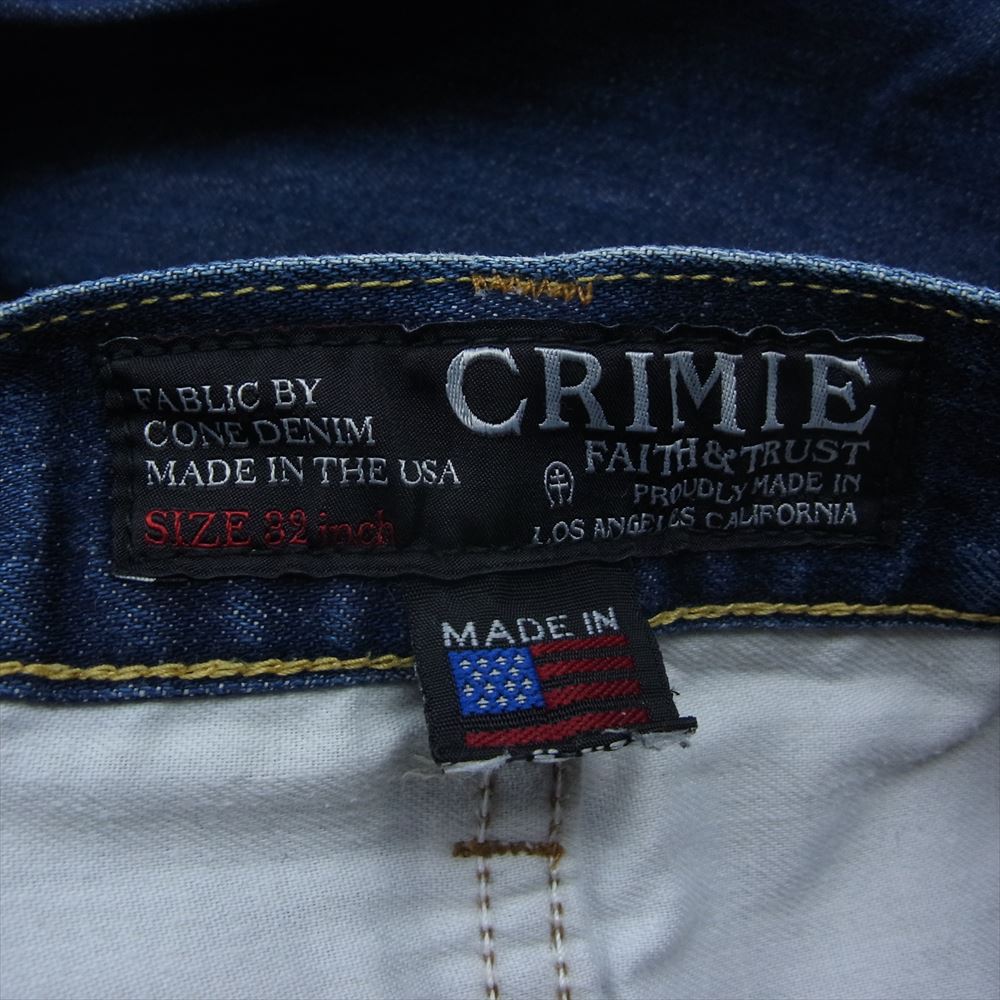 FABLIC BY
CONE DENIM
MADE IN THE USA
SIZE 32 inch
CRIMIE
FAITH & TRUST
PROUDLY MADE IN
LOS ANGELES CALIFORNIA
MADE IN